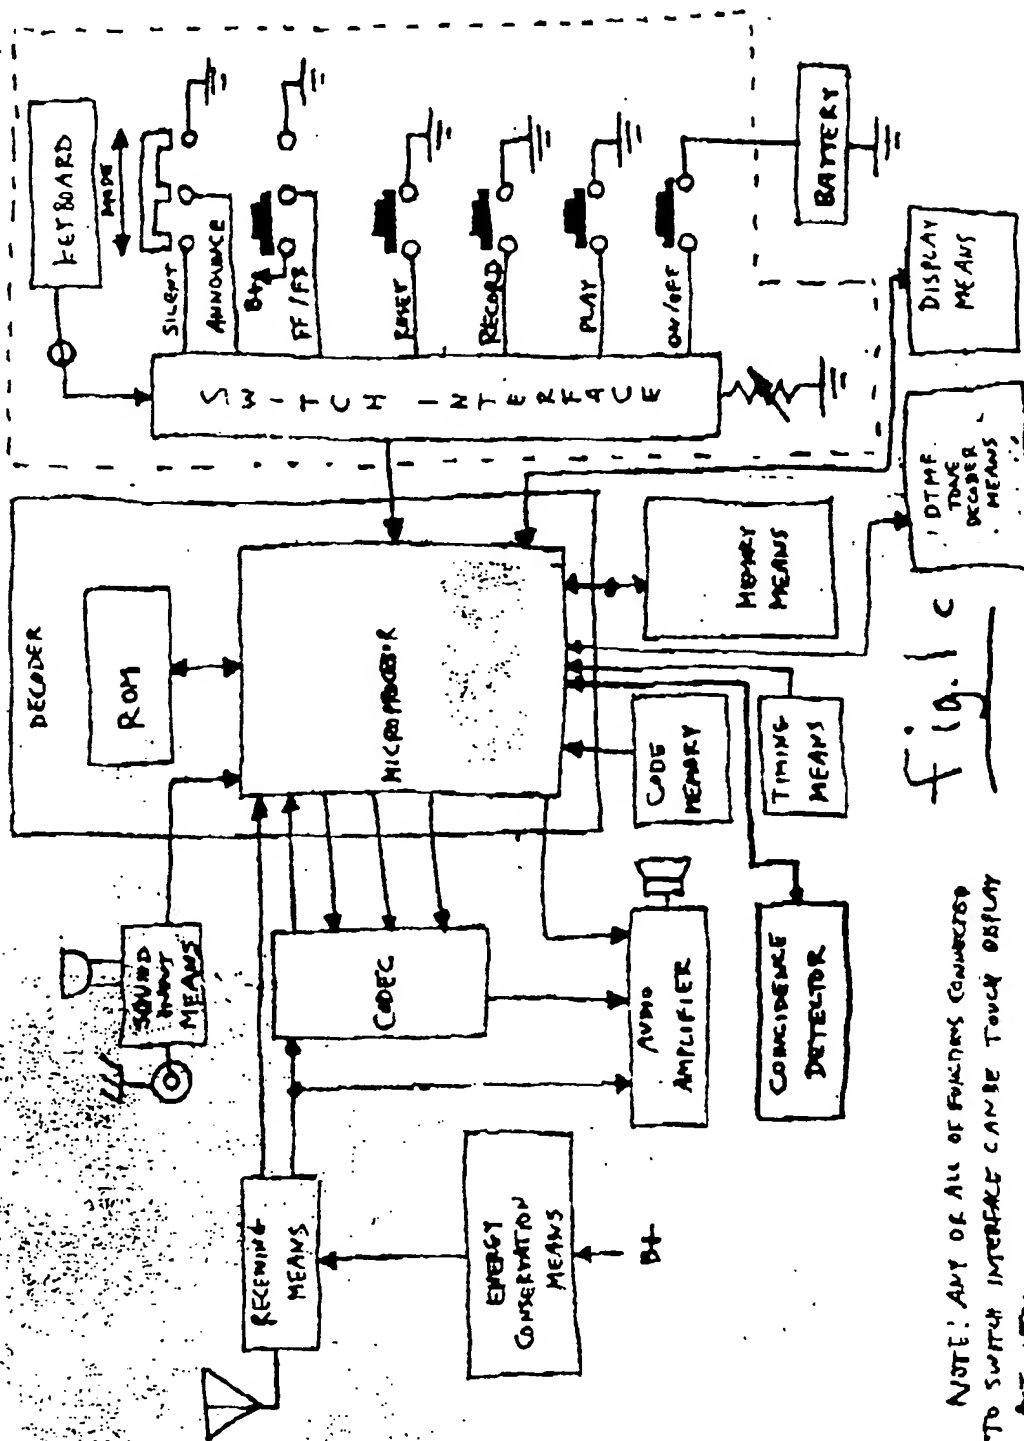 KEYBOARD
MODE
SILENT
ANNOUNCE
B+
FF/FR
RESET
RECORD
PLAY
ON/OFF
BATTERY
SWITCH INTERFACE
DISPLAY
MEANS
DTMF
TONE
DECODER
MEANS
DECODER
ROM
MICROPROCESSOR
MEMORY
MEANS
CODE
MEMORY
TIMING
MEANS
Fig. 1C
SOUND
INPUT
MEANS
CODEC
AUDIO
AMPLIFIER
COINCIDENCE
DETECTOR
RECEIVING
MEANS
ENERGY
CONSERVATION
MEANS
B+
NOTE: ANY OR ALL OF FUNCTIONS CONNECTED
TO SWITCH INTERFACE CAN BE TOUCH DISPLAY